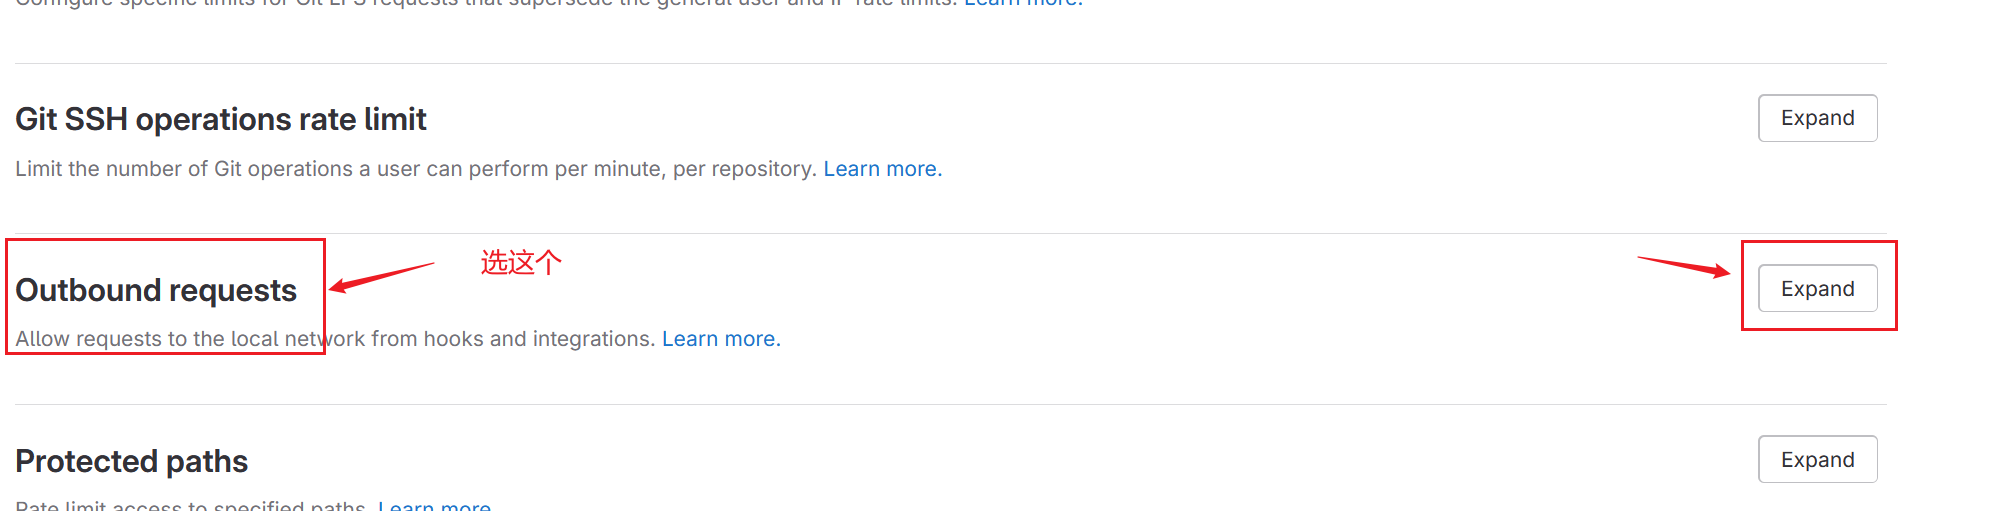 Configure specific limits for Git LFS requests that supersede the general user and IP rate limits. Learn more.
Git SSH operations rate limit
Expand
Limit the number of Git operations a user can perform per minute, per repository. Learn more.
选这个
Outbound requests
Expand
Allow requests to the local network from hooks and integrations. Learn more.
Protected paths
Expand
Rate limit access to specified paths. Learn more.